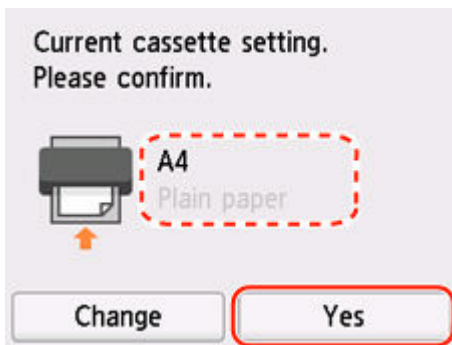 Current cassette setting.
Please confirm.
A4
Plain paper
Change
Yes